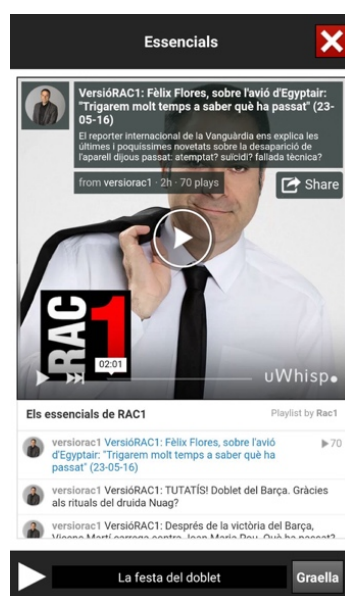 Essencials
VersióRAC1: Fèlix Flores, sobre l'avió d'Egyptair:
"Trigarem molt temps a saber què ha passat" (23-
05-16)
El reporter internacional de la Vanguàrdia ens explica les
últimes i poquíssimes novetats sobre la desaparició de
l'aparell dijous passat: atemptat? suïcidi? fallada tècnica?
from versiorac1 · 2h · 70 plays
Share
RAC
1
02:01
uWhisp
Els essencials de RAC1
Playlist by Rac1
versiorac1 VersióRAC1: Fèlix Flores, sobre l'avió
70
d'Egyptair: "Trigarem molt temps a saber què ha
passat" (23-05-16)
versiorac1 VersióRAC1: TUTATÍS! Doblet del Barça. Gràcies
als rituals del druida Nuag?
versiorac1 VersióRAC1: Després de la victòria del Barça,
La festa del doblet
Graella